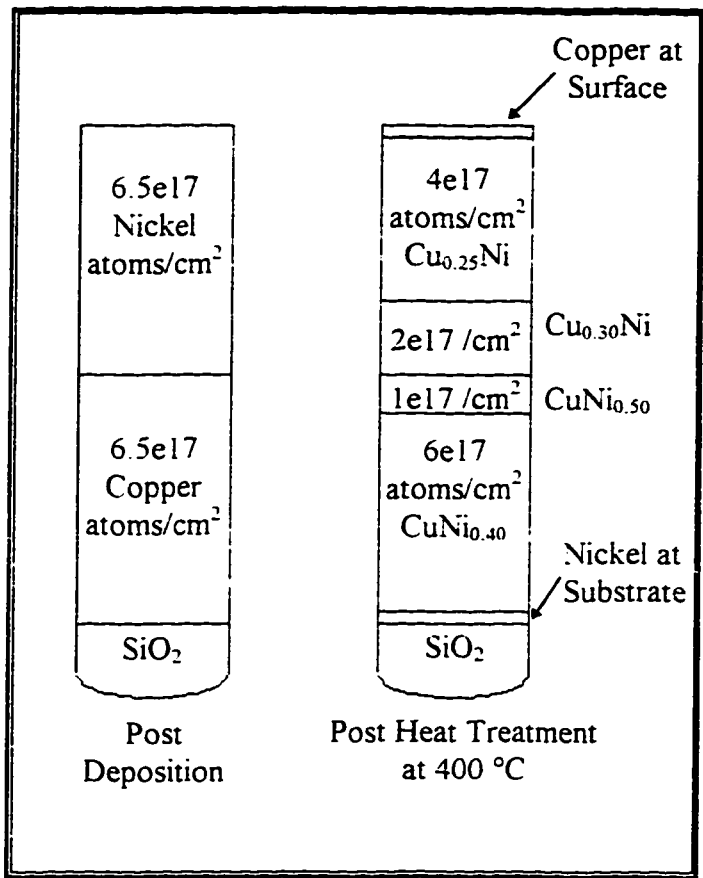 Copper at
Surface
6.5e17
Nickel
atoms/cm²
4e17
atoms/cm²
Cu₀.₂₅Ni
2e17 /cm²
Cu₀.₃₀Ni
1e17 /cm²
CuNi₀.₅₀
6.5e17
Copper
atoms/cm²
6e17
atoms/cm²
CuNi₀.₄₀
Nickel at
Substrate
SiO₂
SiO₂
Post
Deposition
Post Heat Treatment
at 400 °C